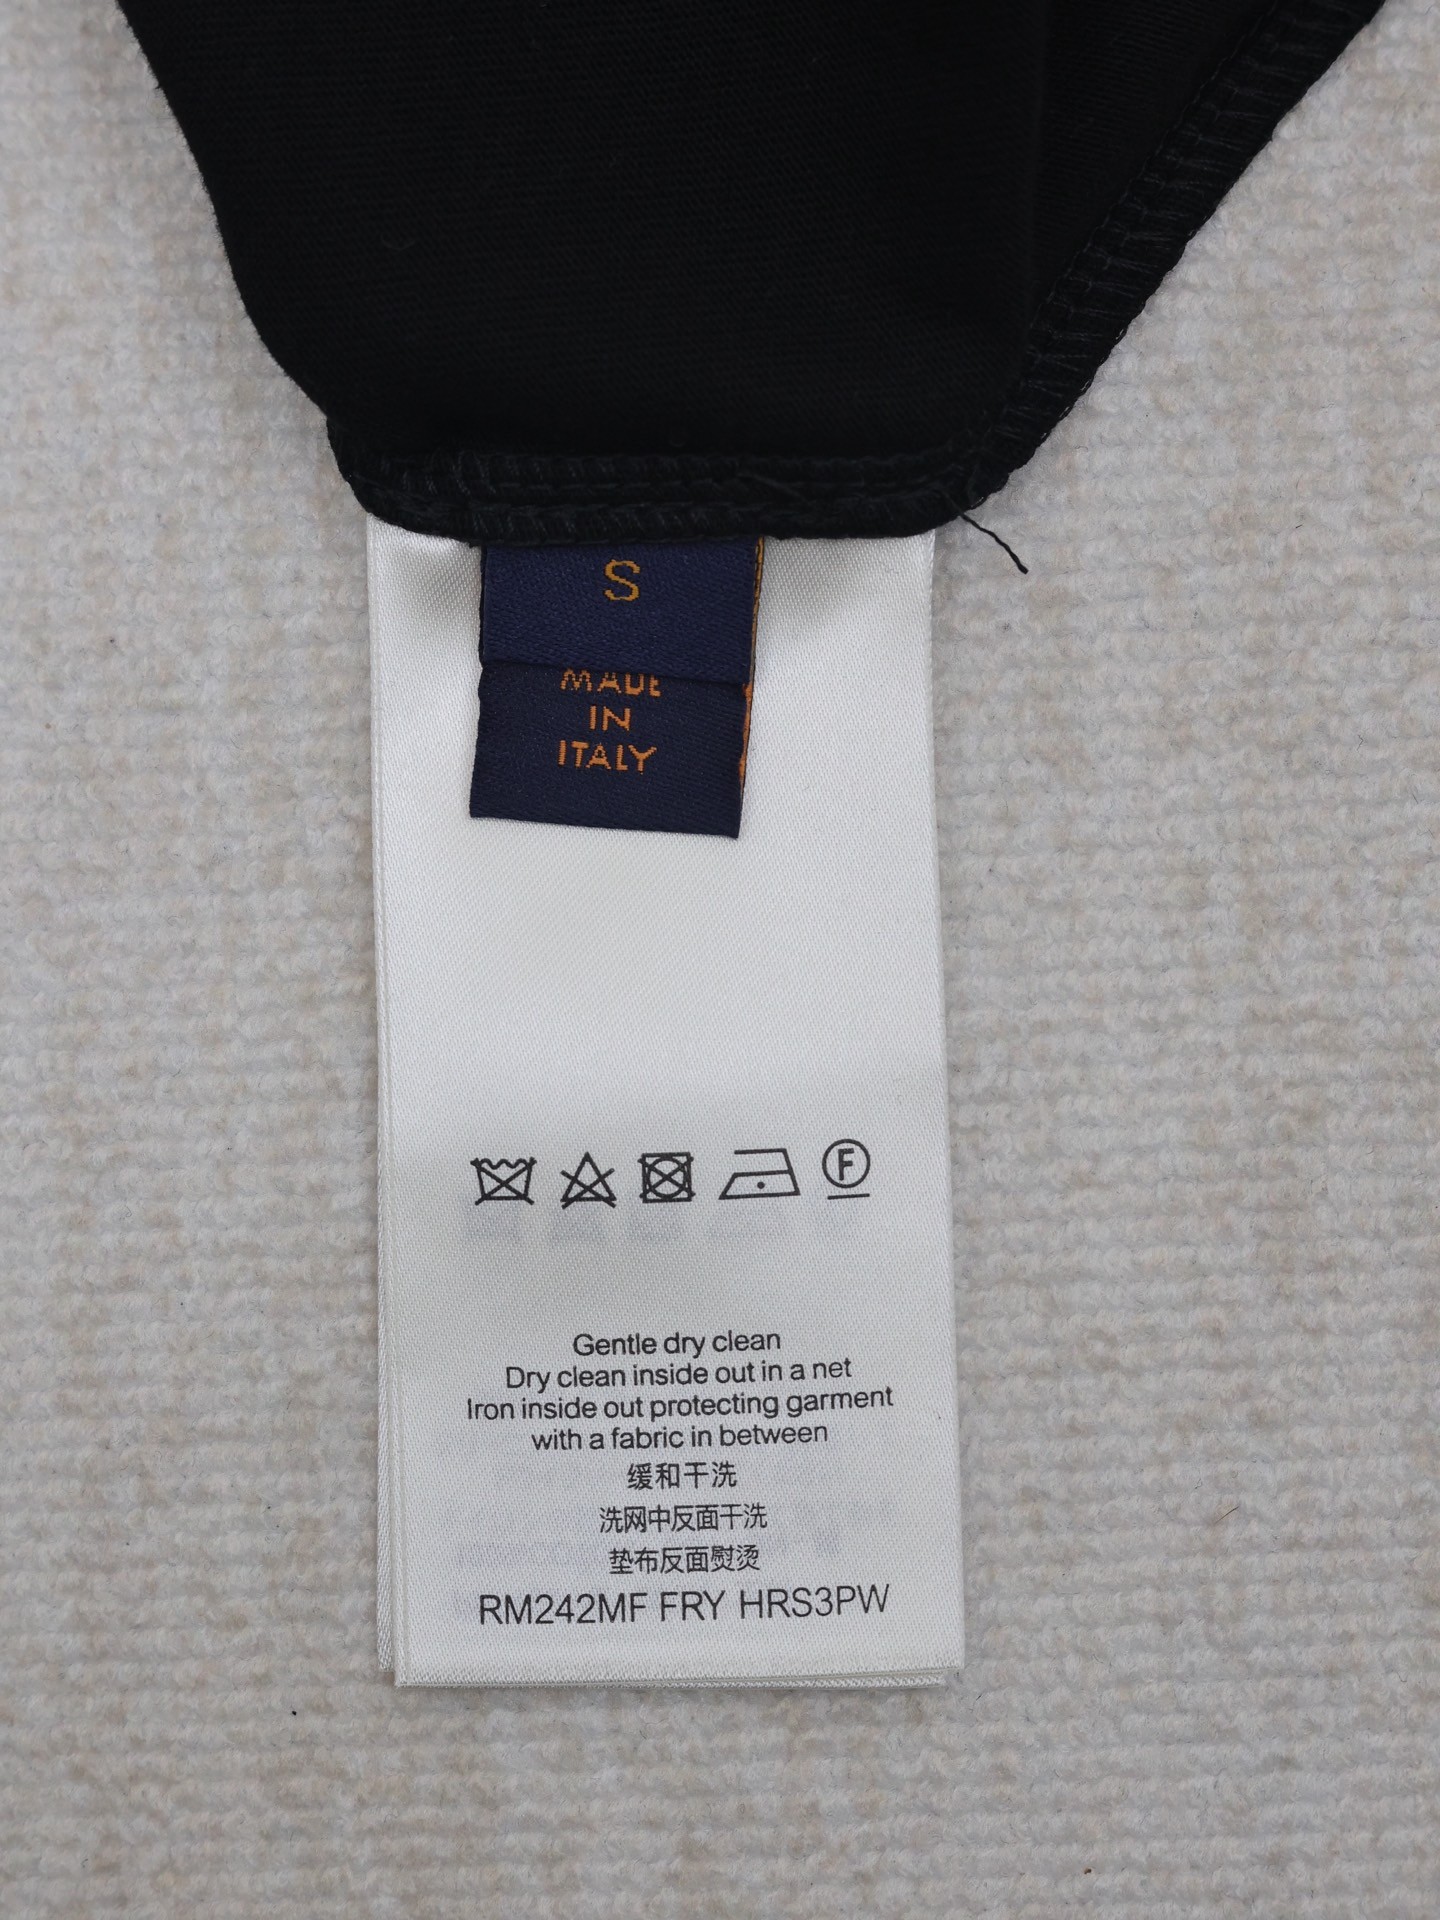 S
MADE
IN
ITALY
F
Gentle dry clean
Dry clean inside out in a net
Iron inside out protecting garment
with a fabric in between
缓和干洗
洗网中反面干洗
垫布反面熨烫
RM242MF FRY HRS3PW